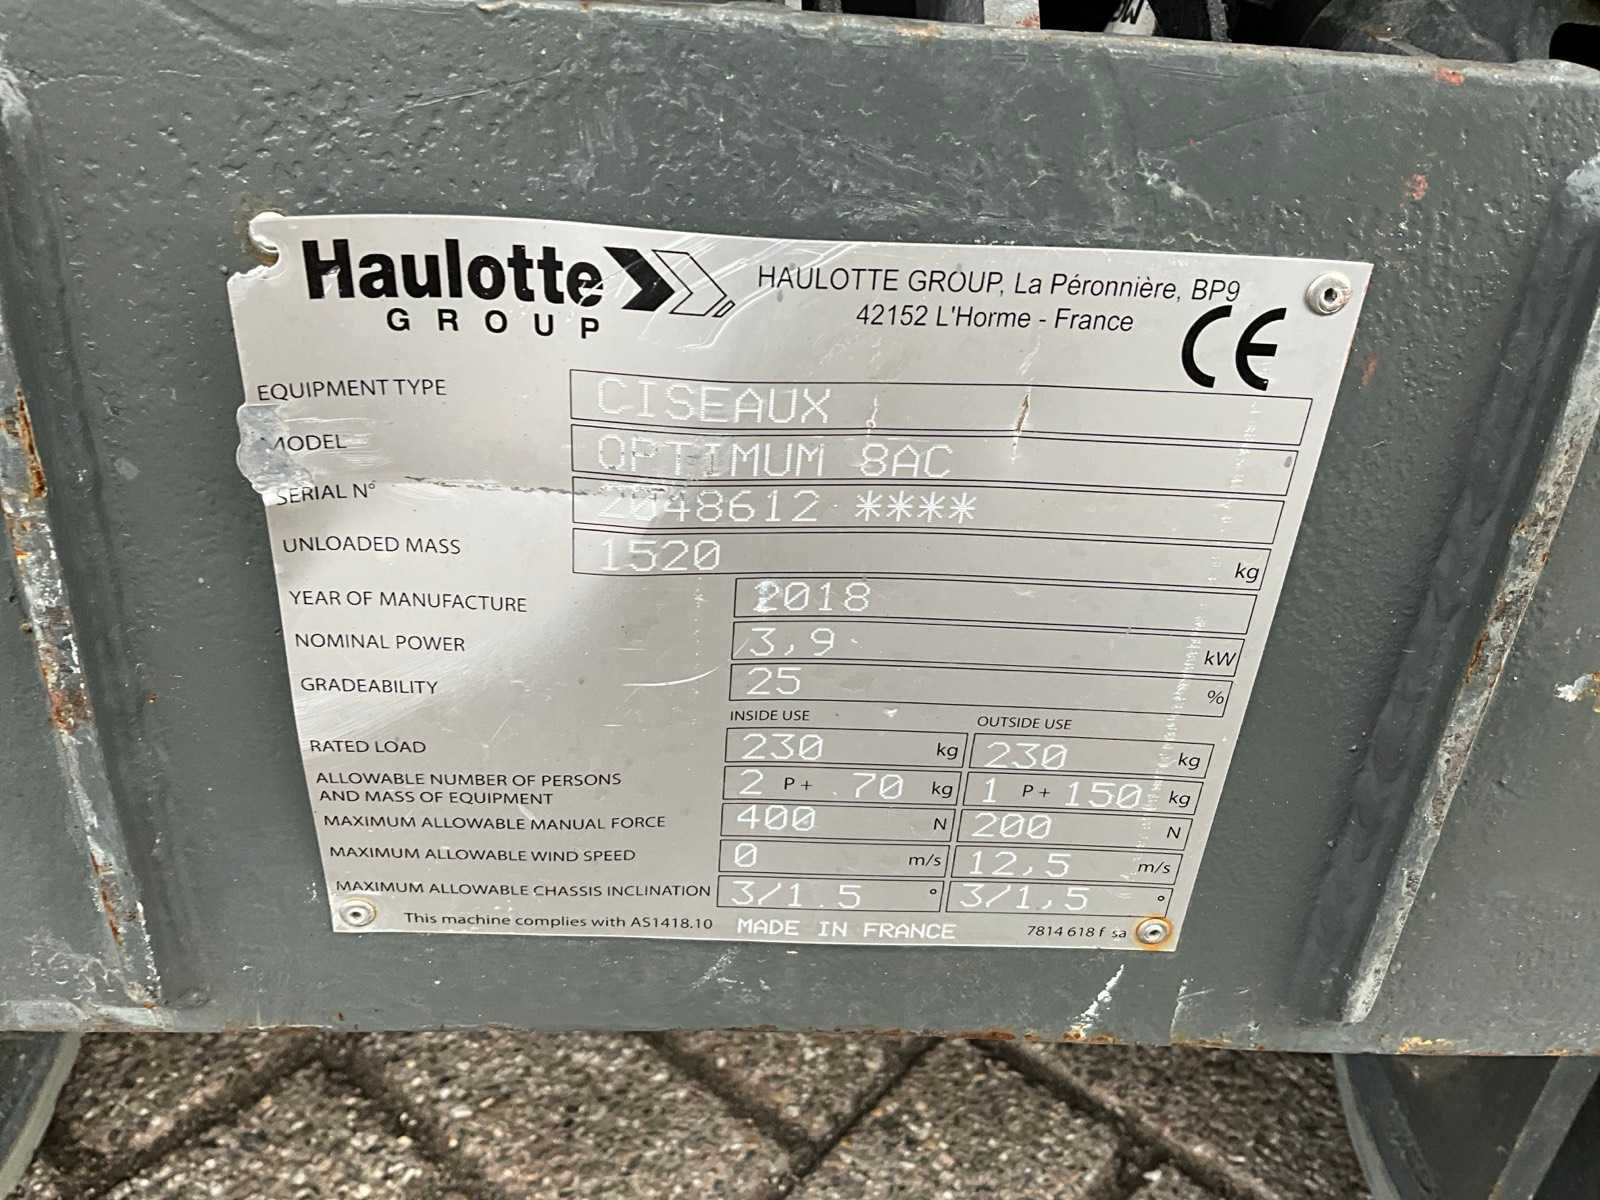 Haulotte
GROUP
HAULOTTE GROUP, La Péronnière, BP9
42152 L'Horme - France
CE
EQUIPMENT TYPE CISEAUX
MODEL OPTIMUM 8AC
SERIAL N° 2048612 ****
UNLOADED MASS 1520 kg
YEAR OF MANUFACTURE 2018
NOMINAL POWER 3,9 kW
GRADEABILITY 25 %
INSIDE USE OUTSIDE USE
RATED LOAD 230 kg 230 kg
ALLOWABLE NUMBER OF PERSONS
AND MASS OF EQUIPMENT 2 P + 70 kg 1 P + 150 kg
MAXIMUM ALLOWABLE MANUAL FORCE 400 N 200 N
MAXIMUM ALLOWABLE WIND SPEED 0 m/s 12,5 m/s
MAXIMUM ALLOWABLE CHASSIS INCLINATION 3/1.5 ° 3/1,5 °
This machine complies with AS1418.10 MADE IN FRANCE 7814 618 f sa